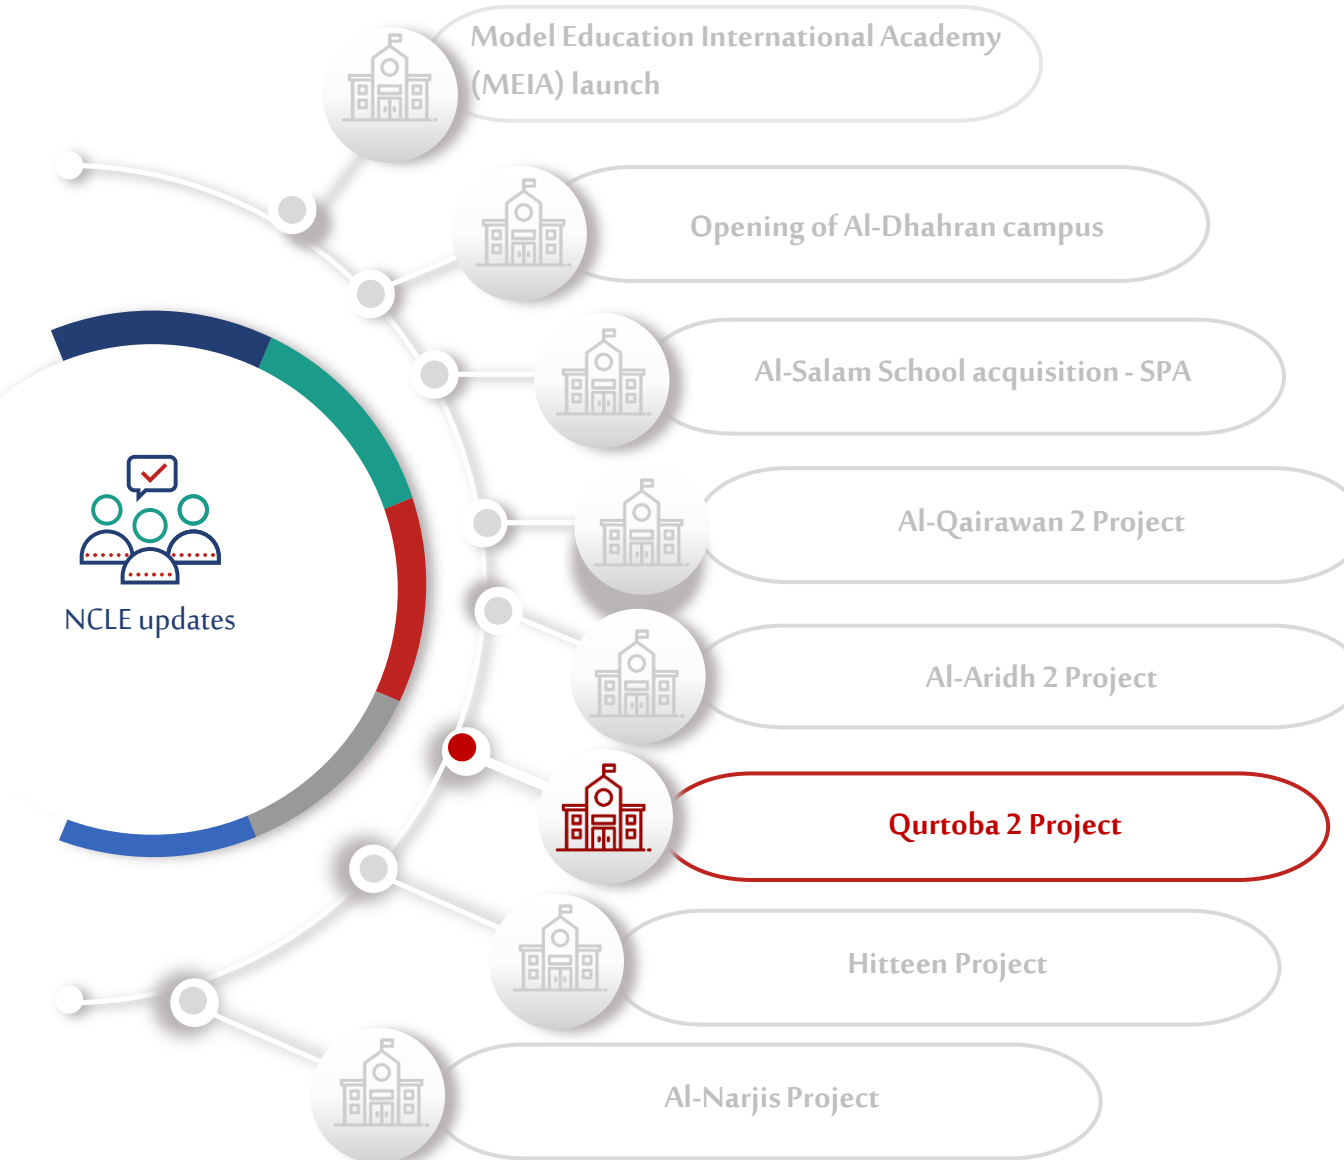 Model Education International Academy
(MEIA) launch
Opening of Al-Dhahran campus
Al-Salam School acquisition - SPA
Al-Qairawan 2 Project
NCLE updates
Al-Aridh 2 Project
Qurtoba 2 Project
Hitteen Project
Al-Narjis Project